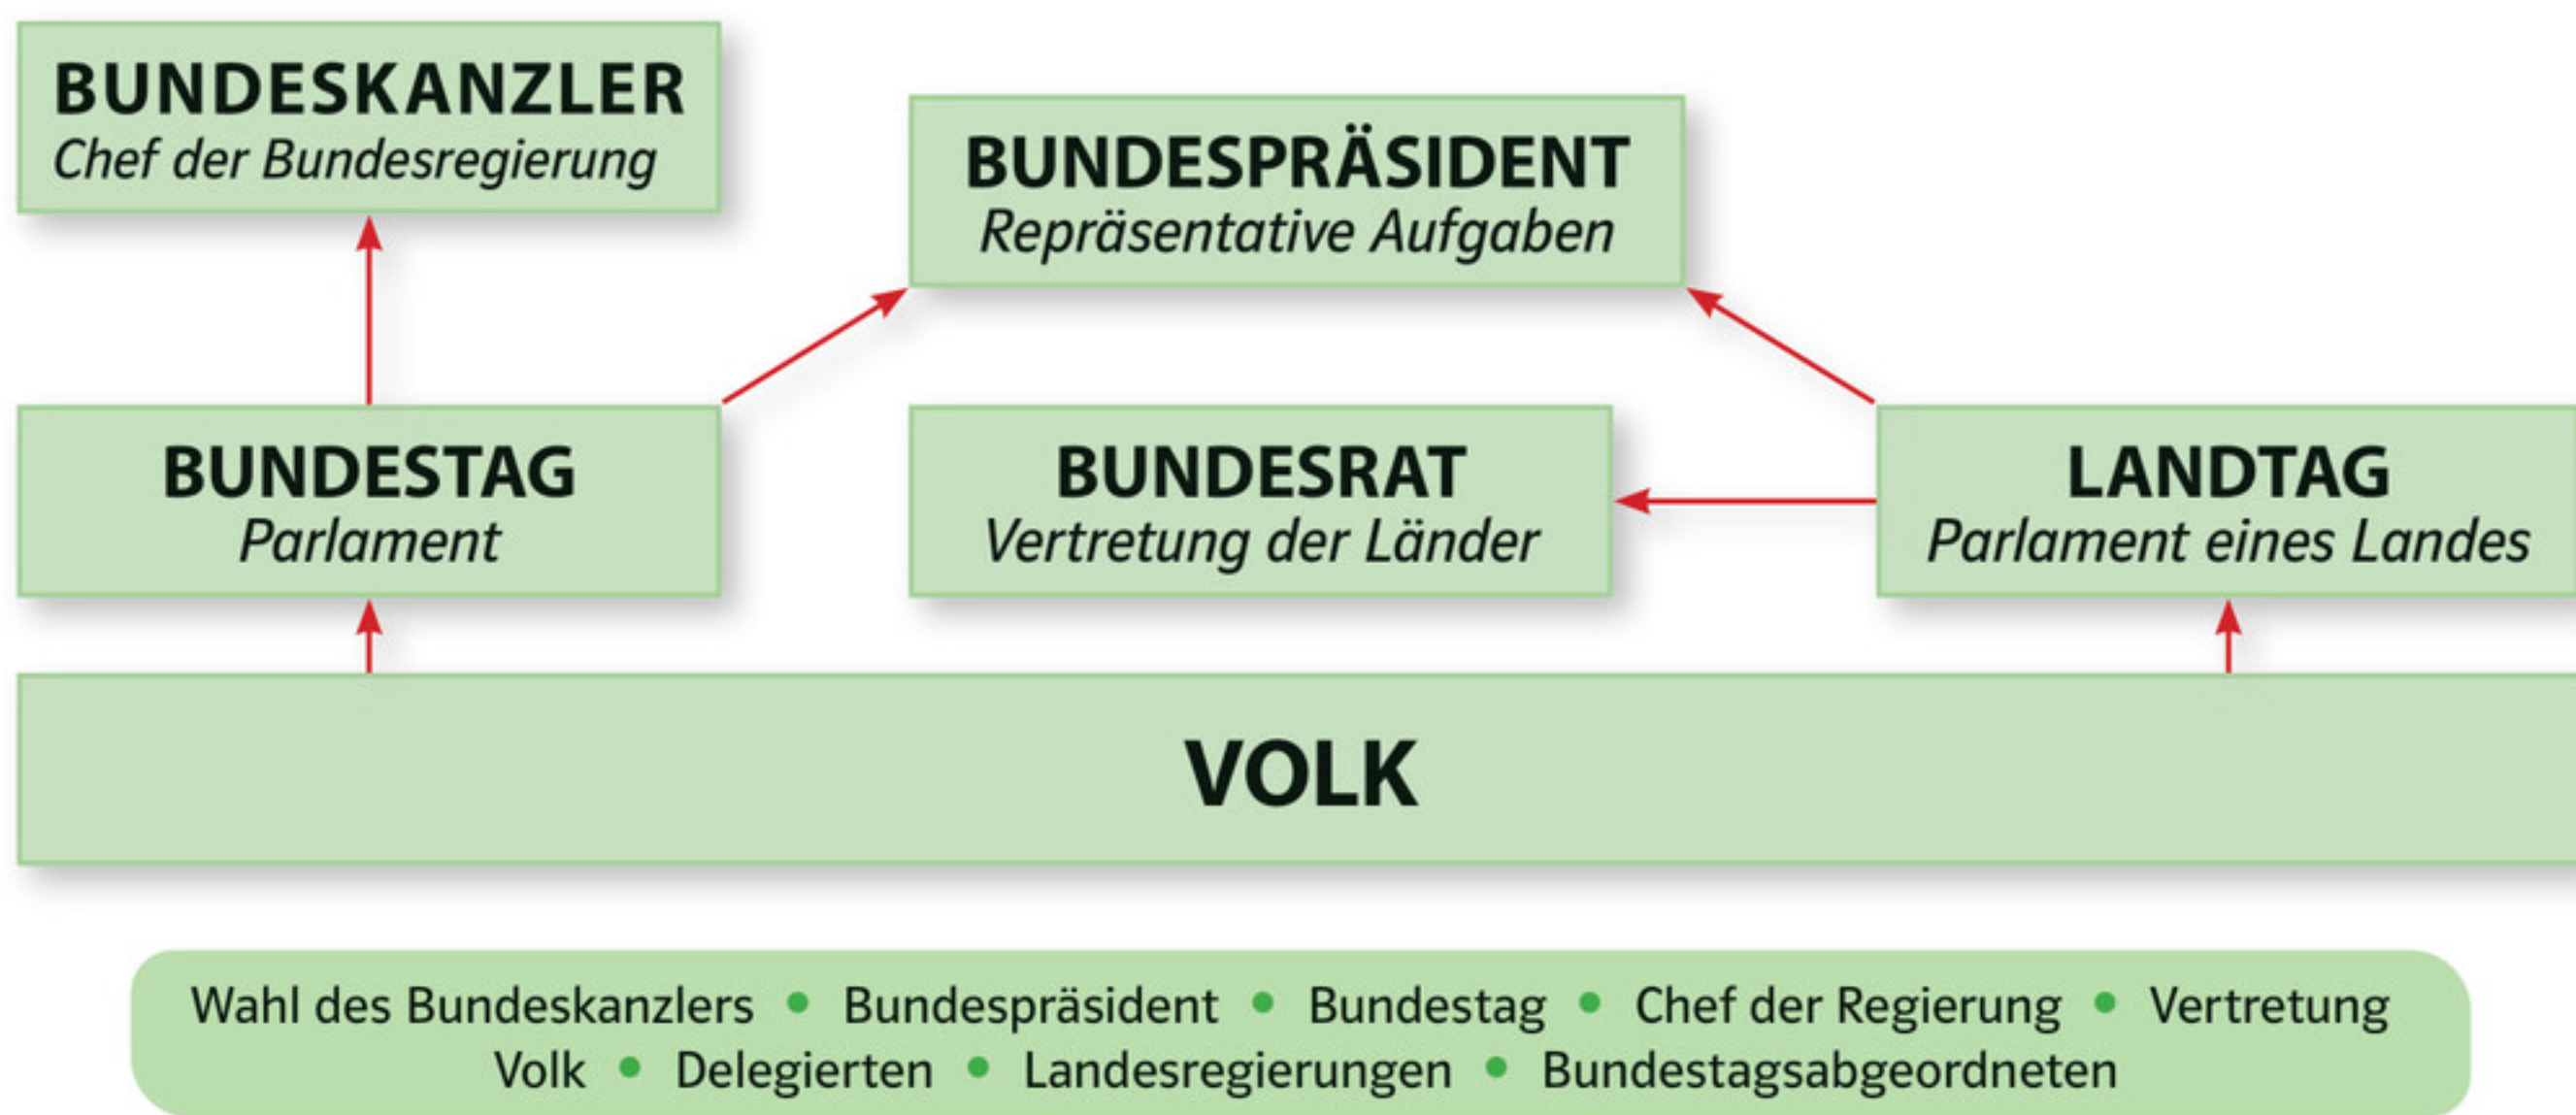 BUNDESKANZLER
Chef der Bundesregierung
BUNDESPRÄSIDENT
Repräsentative Aufgaben
BUNDESTAG
Parlament
BUNDESRAT
Vertretung der Länder
LANDTAG
Parlament eines Landes
VOLK
Wahl des Bundeskanzlers • Bundespräsident • Bundestag • Chef der Regierung • Vertretung
Volk • Delegierten • Landesregierungen • Bundestagsabgeordneten